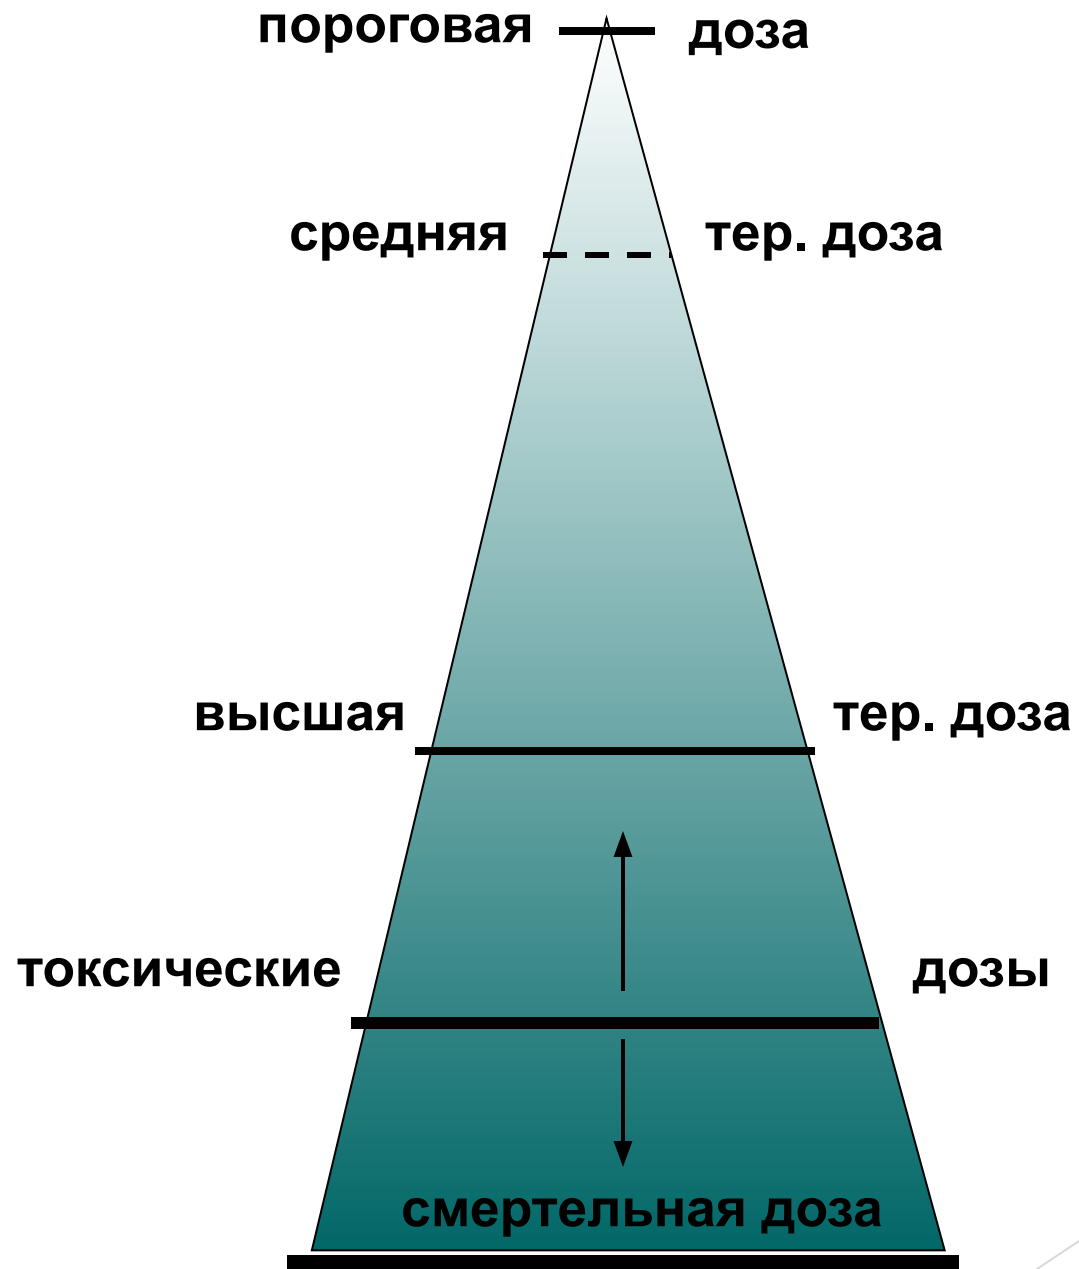 пороговая доза
средняя тер. доза
высшая тер. доза
токсические дозы
смертельная доза